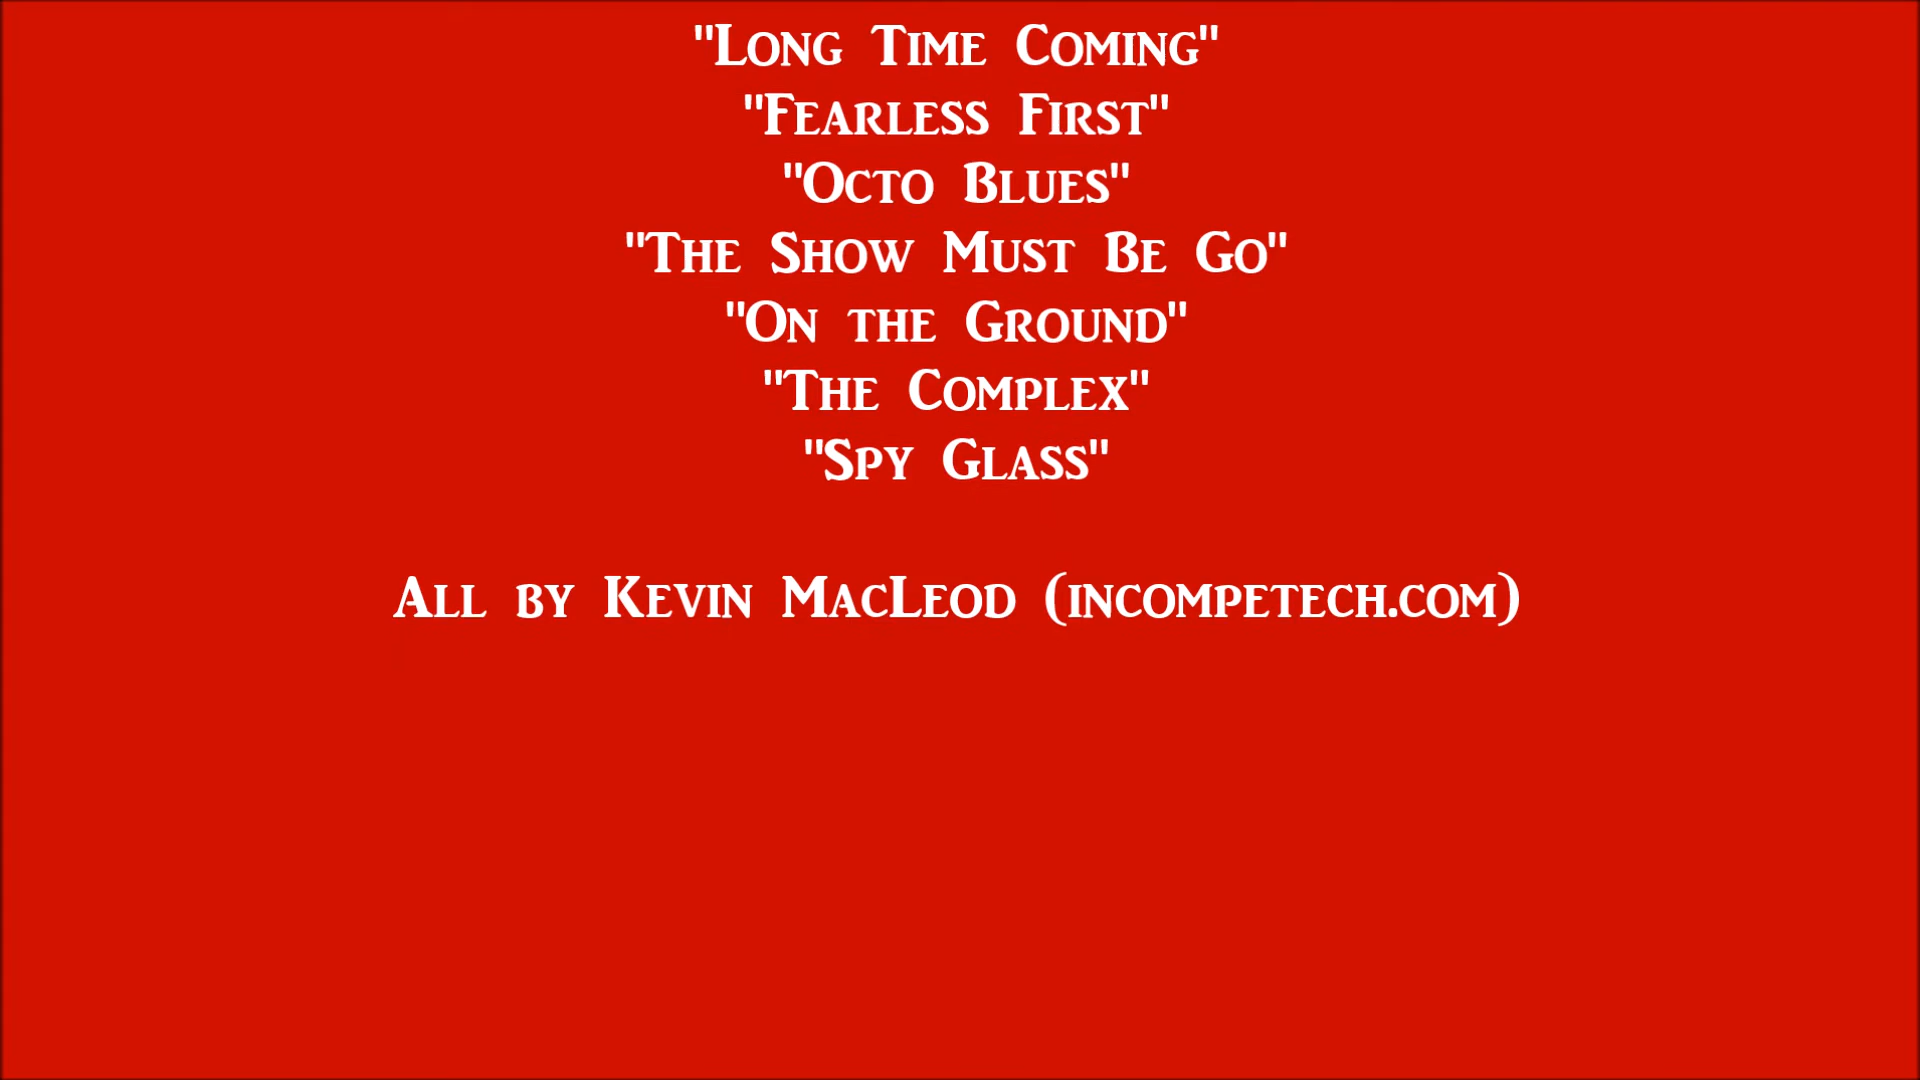 "Long Time Coming"
"Fearless First"
"Octo Blues"
"The Show Must Be Go"
"On the Ground"
"The Complex"
"Spy Glass"
All by Kevin MacLeod (incompetech.com)